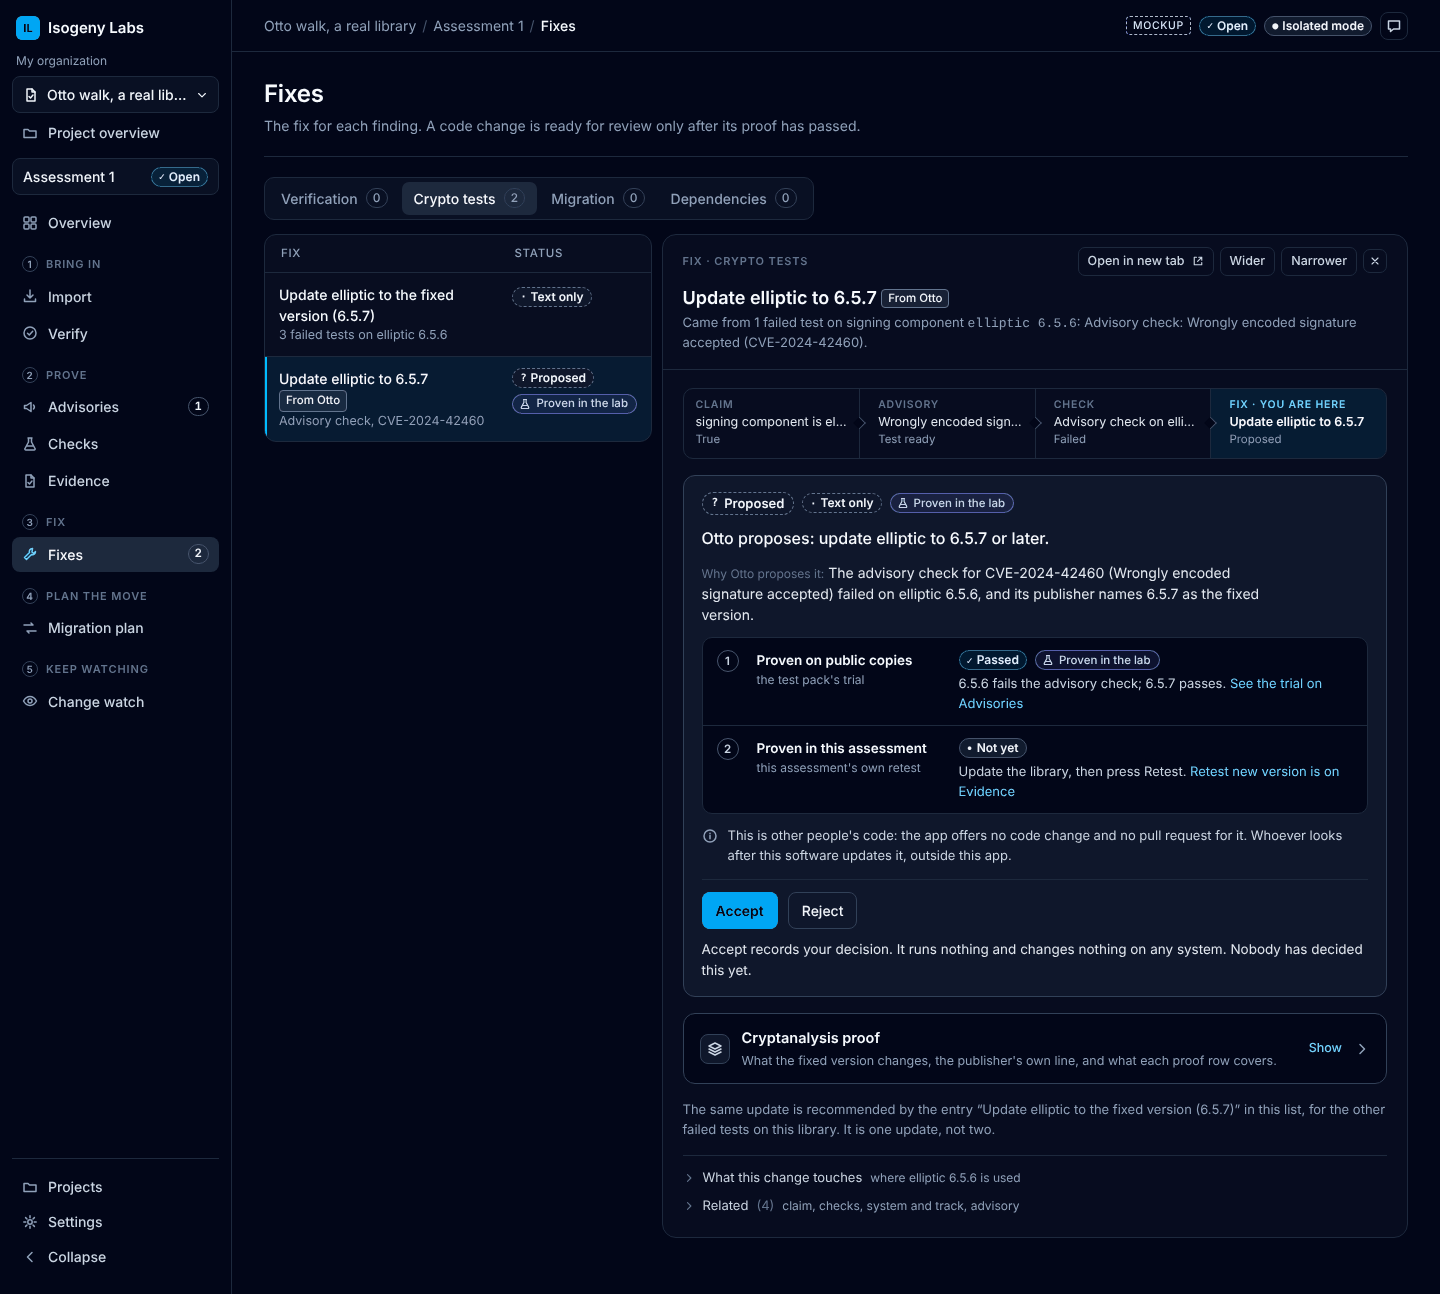 IL Isogeny Labs
My organization
Otto walk, a real lib...
Project overview
Assessment 1 ✓ Open
Overview
1 BRING IN
Import
Verify
2 PROVE
Advisories 1
Checks
Evidence
3 FIX
Fixes 2
4 PLAN THE MOVE
Migration plan
5 KEEP WATCHING
Change watch
Projects
Settings
Collapse
Otto walk, a real library / Assessment 1 / Fixes
MOCKUP ✓ Open ● Isolated mode
Fixes
The fix for each finding. A code change is ready for review only after its proof has passed.
Verification 0 Crypto tests 2 Migration 0 Dependencies 0
FIX STATUS
Update elliptic to the fixed
version (6.5.7)
3 failed tests on elliptic 6.5.6
· Text only
Update elliptic to 6.5.7
From Otto
Advisory check, CVE-2024-42460
? Proposed
Proven in the lab
FIX · CRYPTO TESTS
Open in new tab Wider Narrower ×
Update elliptic to 6.5.7 From Otto
Came from 1 failed test on signing component elliptic 6.5.6: Advisory check: Wrongly encoded signature
accepted (CVE-2024-42460).
CLAIM
signing component is el...
True
ADVISORY
Wrongly encoded sign...
Test ready
CHECK
Advisory check on elli...
Failed
FIX · YOU ARE HERE
Update elliptic to 6.5.7
Proposed
? Proposed · Text only Proven in the lab
Otto proposes: update elliptic to 6.5.7 or later.
Why Otto proposes it: The advisory check for CVE-2024-42460 (Wrongly encoded
signature accepted) failed on elliptic 6.5.6, and its publisher names 6.5.7 as the fixed
version.
1 Proven on public copies
the test pack's trial
✓ Passed Proven in the lab
6.5.6 fails the advisory check; 6.5.7 passes. See the trial on
Advisories
2 Proven in this assessment
this assessment's own retest
• Not yet
Update the library, then press Retest. Retest new version is on
Evidence
This is other people's code: the app offers no code change and no pull request for it. Whoever looks
after this software updates it, outside this app.
Accept Reject
Accept records your decision. It runs nothing and changes nothing on any system. Nobody has decided
this yet.
Cryptanalysis proof
What the fixed version changes, the publisher's own line, and what each proof row covers.
Show
The same update is recommended by the entry “Update elliptic to the fixed version (6.5.7)” in this list, for the other
failed tests on this library. It is one update, not two.
What this change touches where elliptic 6.5.6 is used
Related (4) claim, checks, system and track, advisory